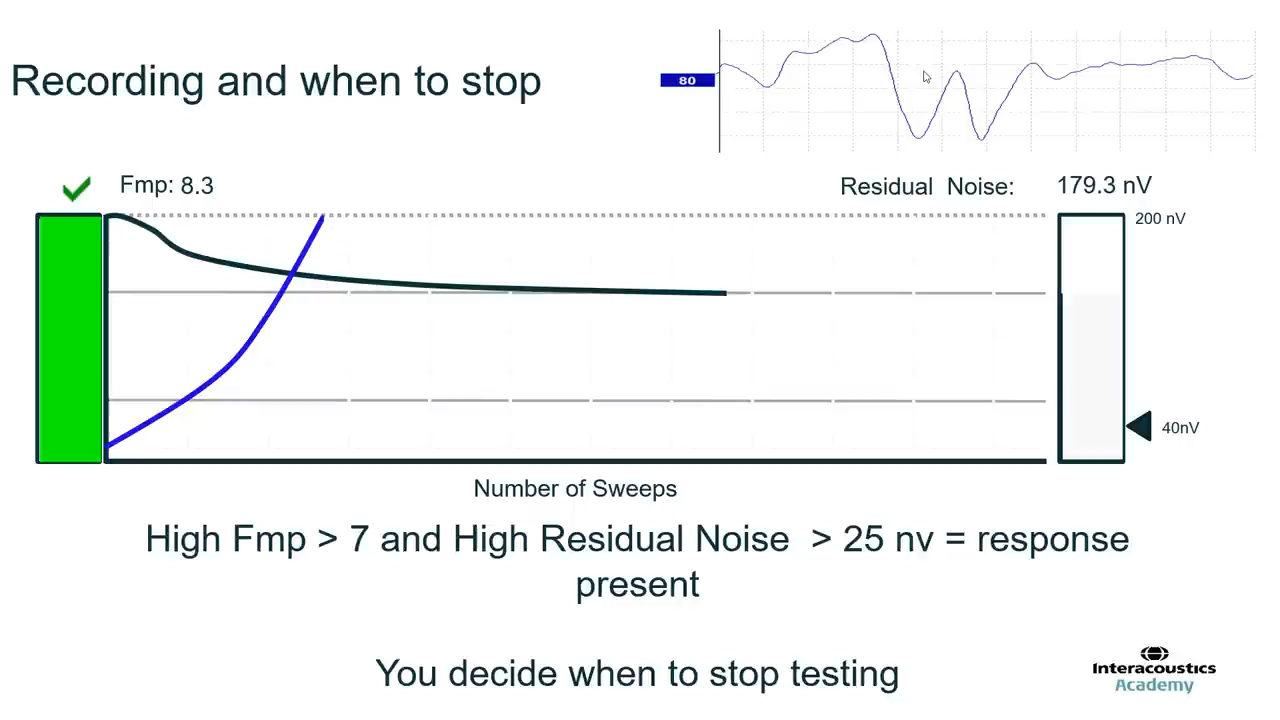 Recording and when to stop
80
Fmp: 8.3
Residual Noise: 179.3 nV
200 nV
40nV
Number of Sweeps
High Fmp > 7 and High Residual Noise > 25 nv = response
present
You decide when to stop testing
Interacoustics
Academy